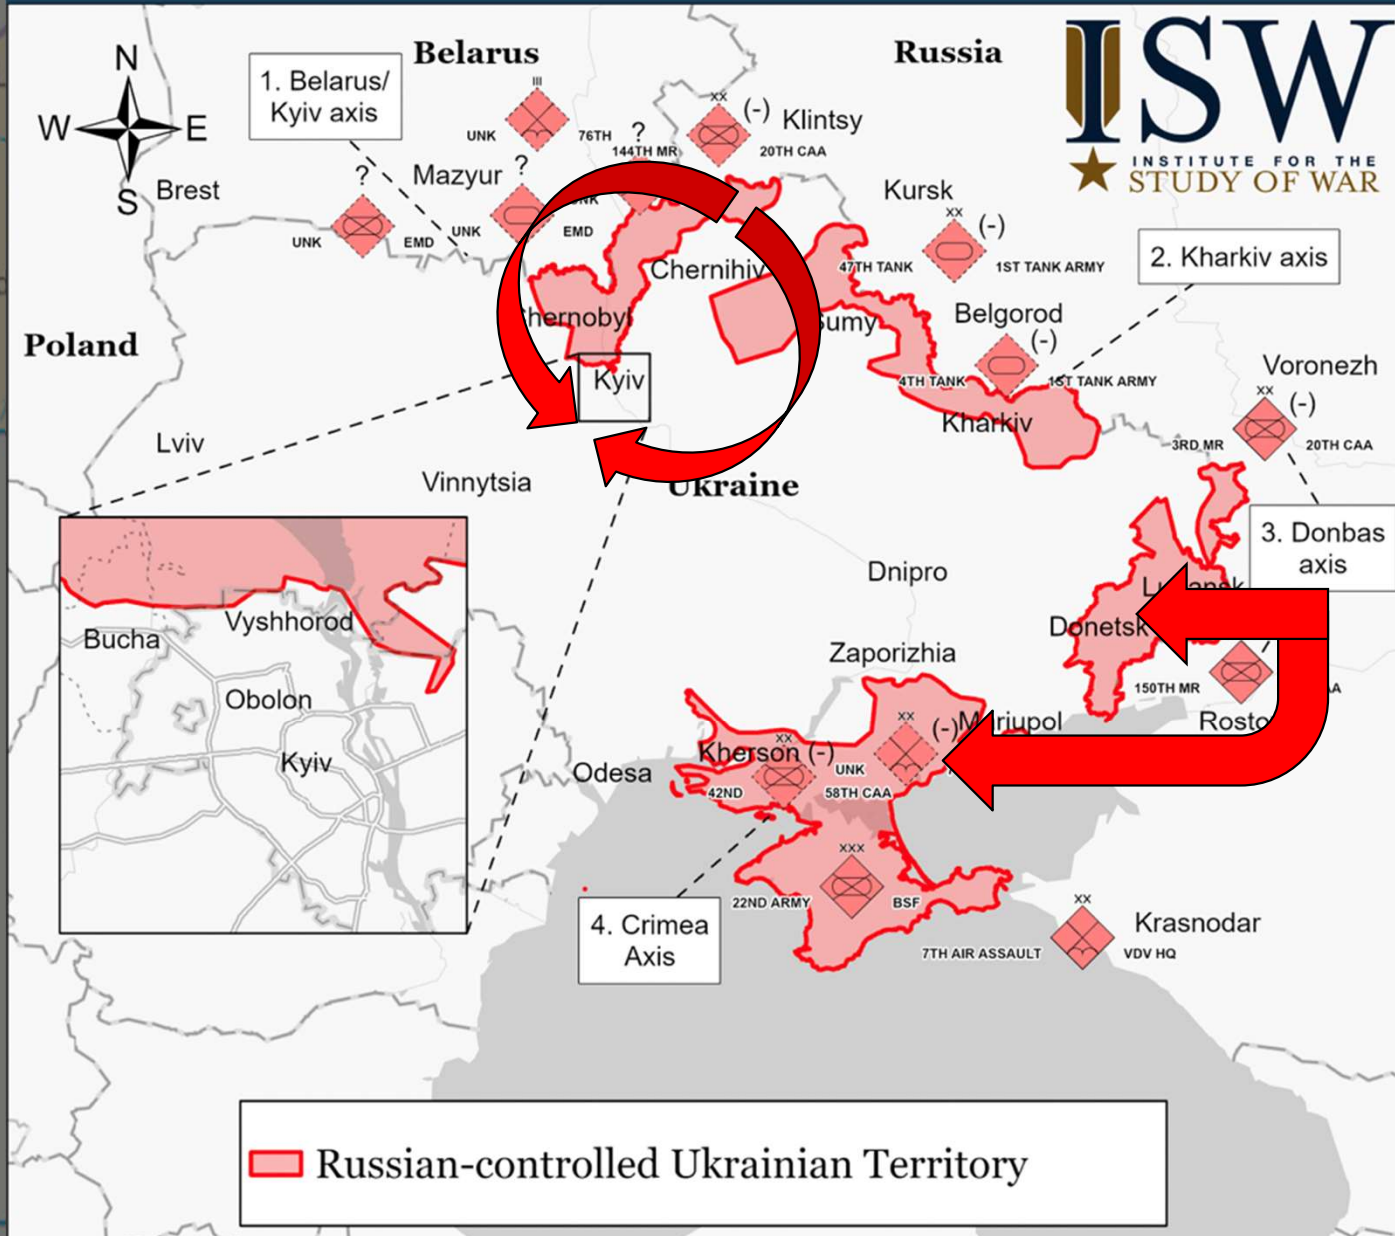 N
W
E
S
Belarus
Russia
ISW
INSTITUTE FOR THE
STUDY OF WAR
1. Belarus/
Kyiv axis
III
UNK
76TH
?
144TH MR
XX
(-)
Klintsy
20TH CAA
Brest
Mazyur
?
?
UNK
EMD
UNK
EMD
Kursk
XX
(-)
47TH TANK
1ST TANK ARMY
2. Kharkiv axis
Chernihiv
Poland
Sumy
Belgorod
(-)
4TH TANK
1ST TANK ARMY
Kyiv
Kharkiv
Voronezh
XX
(-)
3RD MR
20TH CAA
Lviv
Vinnytsia
Ukraine
3. Donbas
axis
Dnipro
Donetsk
Zaporizhia
150TH MR
Bucha
Vyshhorod
Obolon
Kyiv
Odesa
XX
Kherson (-)
42ND
XX
(-)
UNK
58TH CAA
XXX
22ND ARMY
BSF
4. Crimea
Axis
XX
Krasnodar
7TH AIR ASSAULT
VDV HQ
Russian-controlled Ukrainian Territory